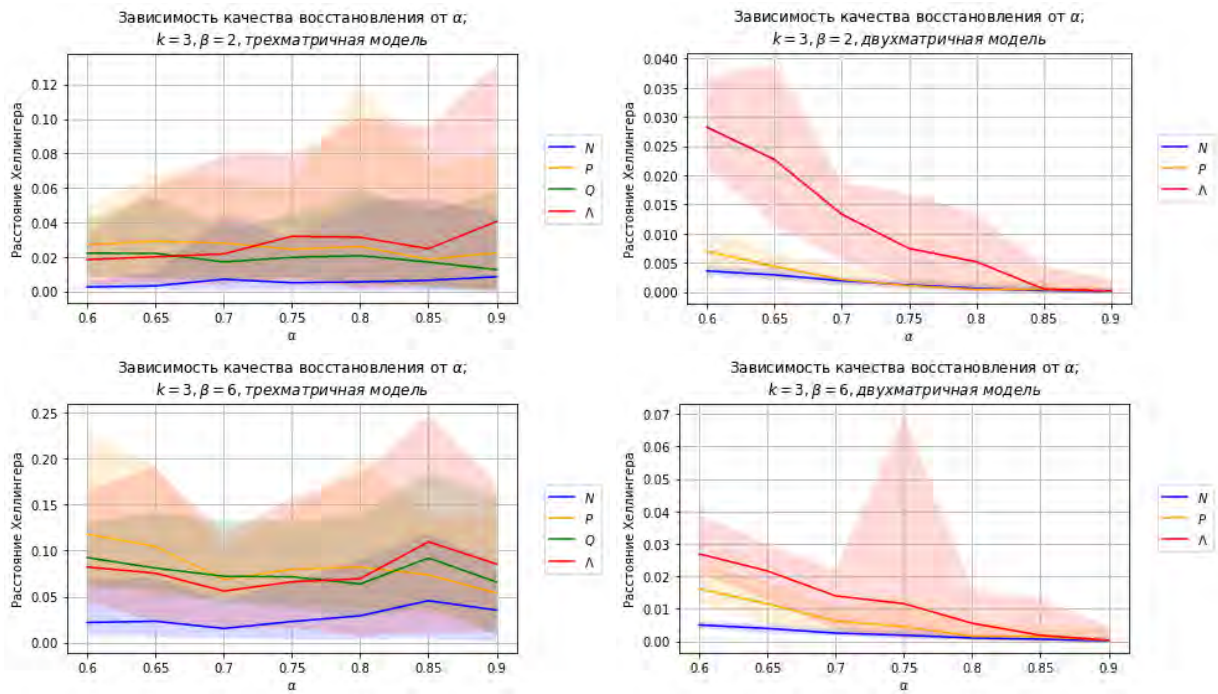 Зависимость качества восстановления от α;
k = 3, β = 2, трехматричная модель
Расстояние Хеллингера
0.12
0.10
0.08
0.06
0.04
0.02
0.00
0.6 0.65 0.7 0.75 0.8 0.85 0.9
α
N
P
Q
Λ
Зависимость качества восстановления от α;
k = 3, β = 2, двухматричная модель
Расстояние Хеллингера
0.040
0.035
0.030
0.025
0.020
0.015
0.010
0.005
0.000
0.6 0.65 0.7 0.75 0.8 0.85 0.9
α
N
P
Λ
Зависимость качества восстановления от α;
k = 3, β = 6, трехматричная модель
Расстояние Хеллингера
0.25
0.20
0.15
0.10
0.05
0.00
0.6 0.65 0.7 0.75 0.8 0.85 0.9
α
N
P
Q
Λ
Зависимость качества восстановления от α;
k = 3, β = 6, двухматричная модель
Расстояние Хеллингера
0.07
0.06
0.05
0.04
0.03
0.02
0.01
0.00
0.6 0.65 0.7 0.75 0.8 0.85 0.9
α
N
P
Λ